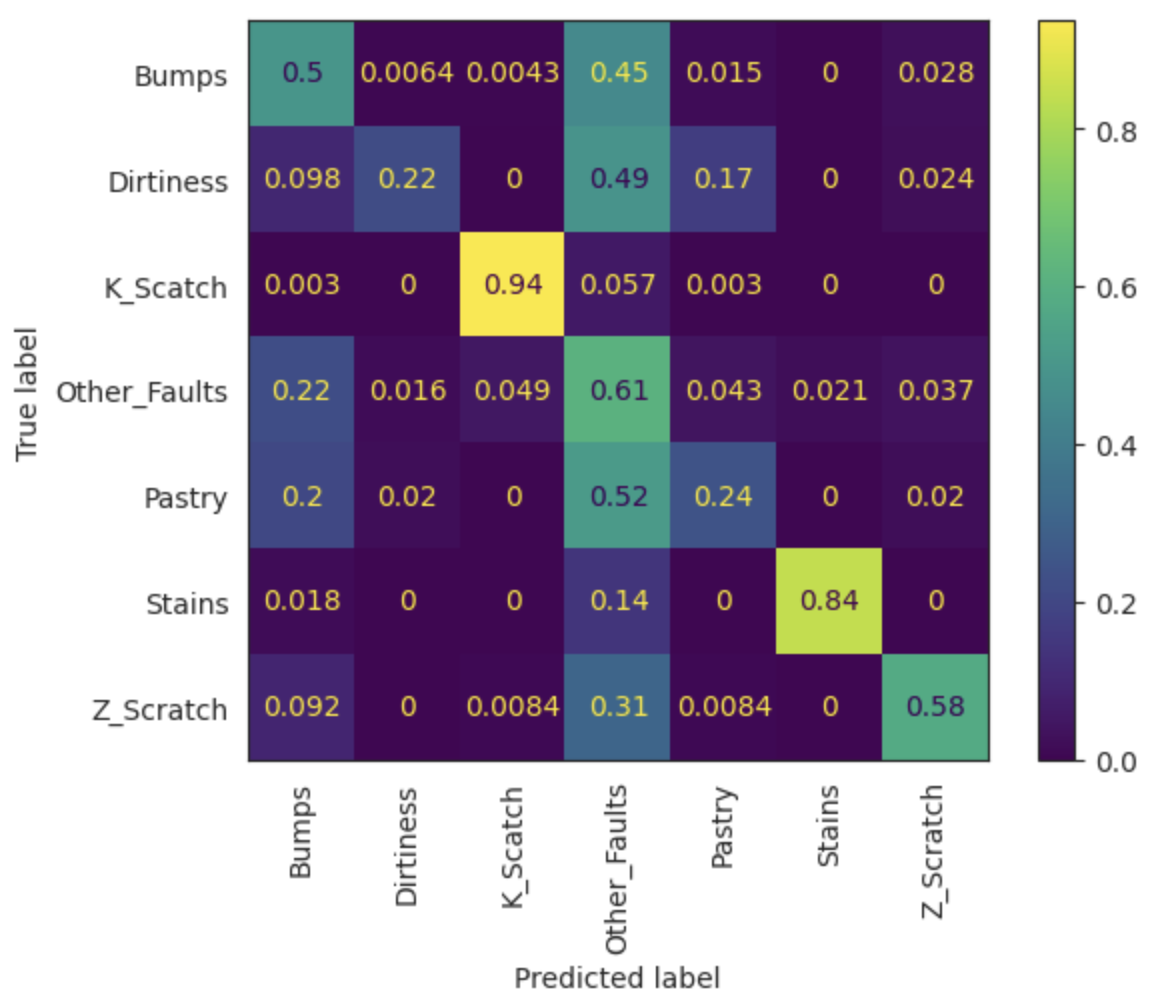 Bumps 0.5 0.0064 0.0043 0.45 0.015 0 0.028
Dirtiness 0.098 0.22 0 0.49 0.17 0 0.024
K_Scatch 0.003 0 0.94 0.057 0.003 0 0
Other_Faults 0.22 0.016 0.049 0.61 0.043 0.021 0.037
Pastry 0.2 0.02 0 0.52 0.24 0 0.02
Stains 0.018 0 0 0.14 0 0.84 0
Z_Scratch 0.092 0 0.0084 0.31 0.0084 0 0.58
True label
Bumps Dirtiness K_Scatch Other_Faults Pastry Stains Z_Scratch
Predicted label
0.8
0.6
0.4
0.2
0.0